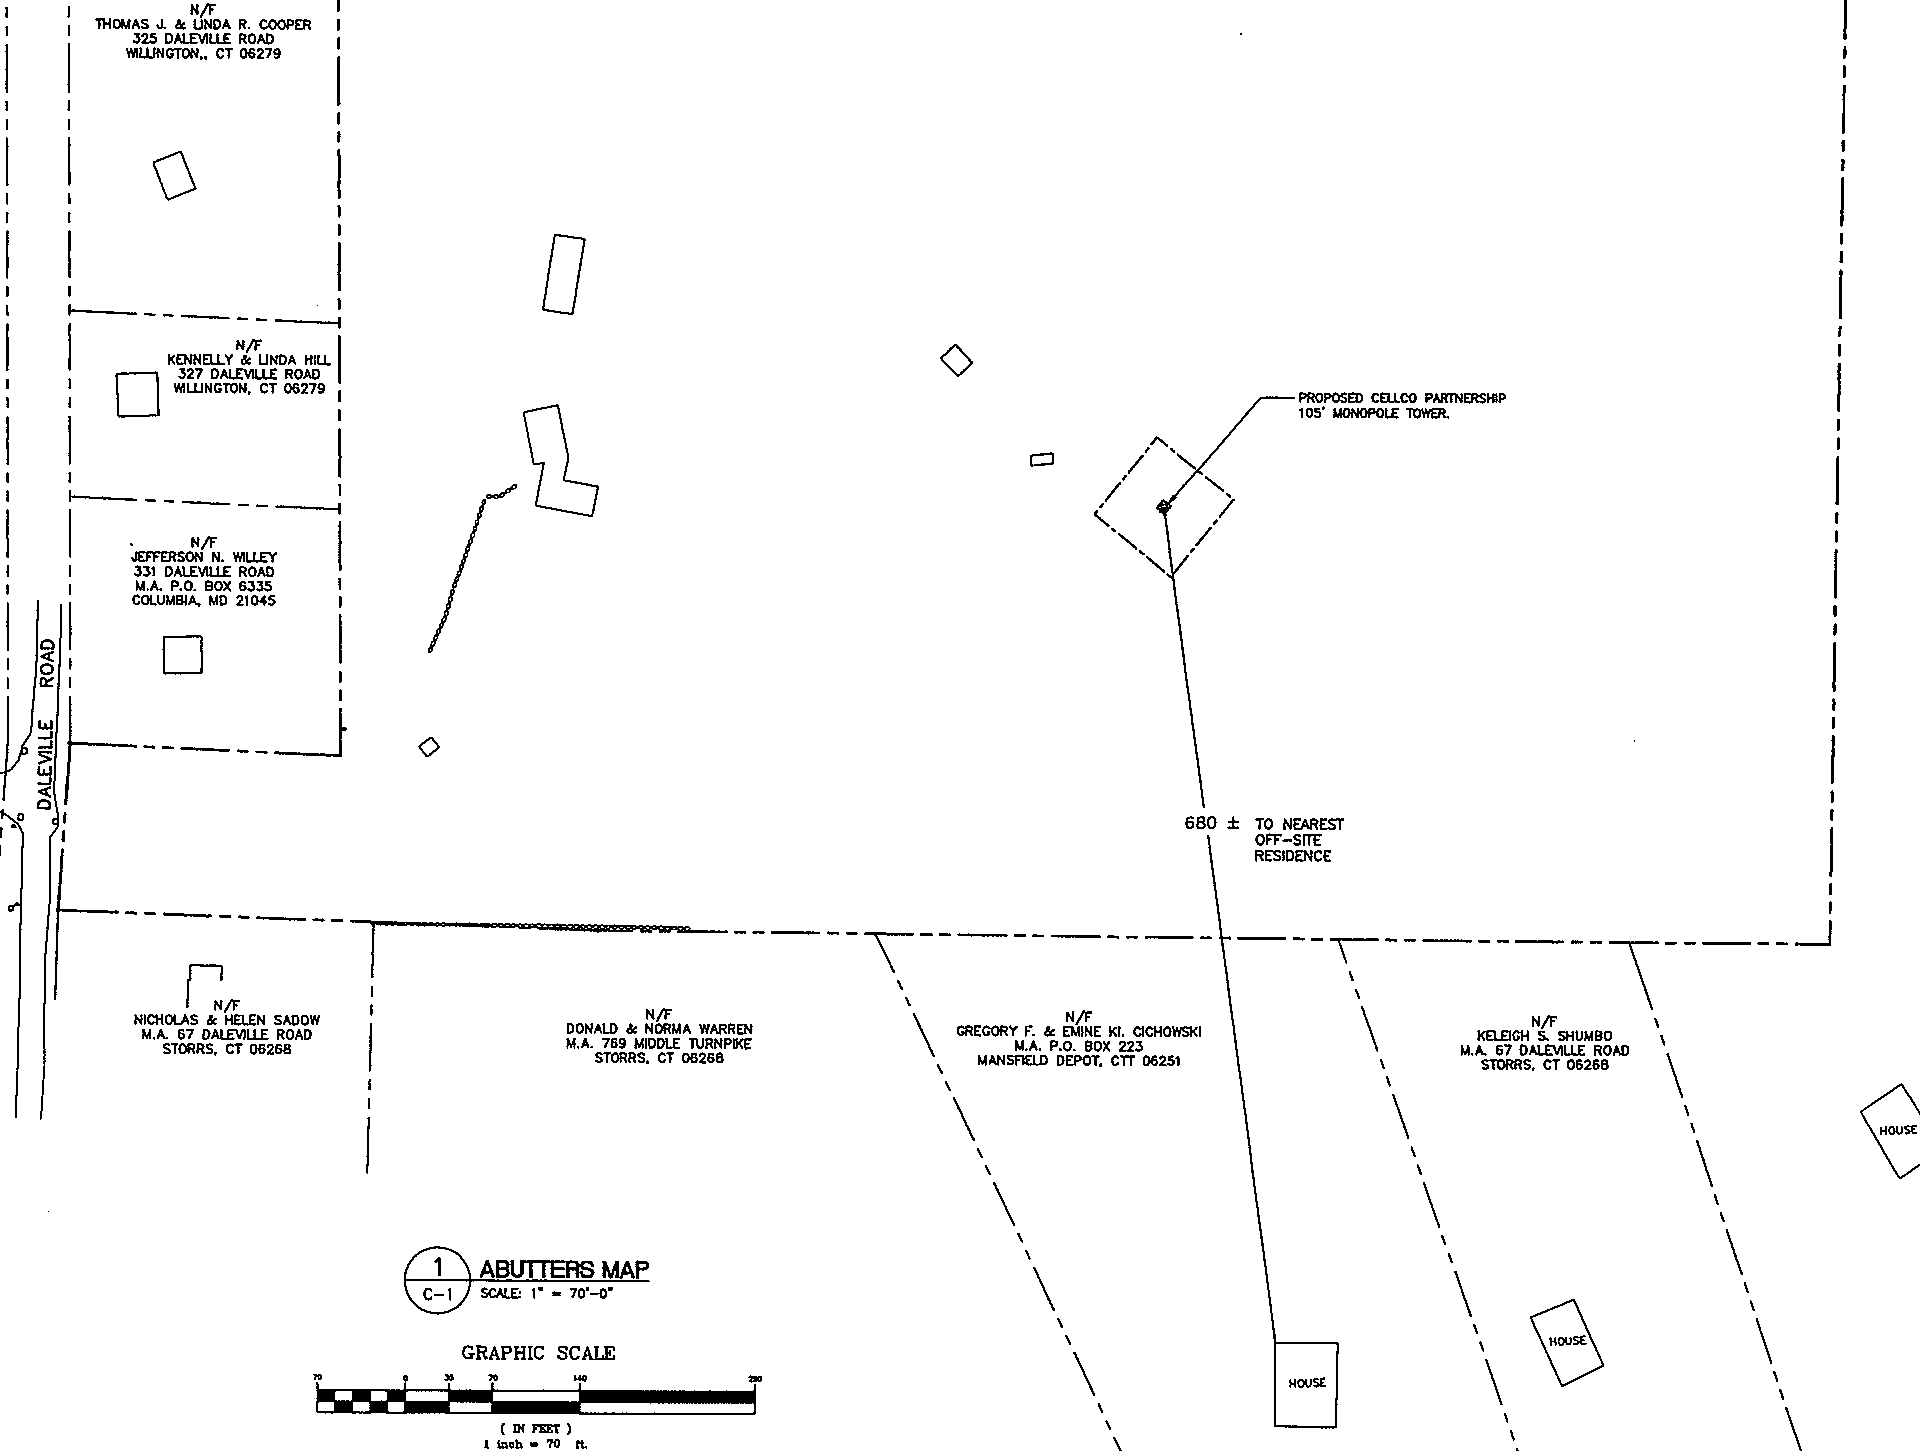 N/F
THOMAS J. & LINDA R. COOPER
325 DALEVILLE ROAD
WILLINGTON,, CT 06279
N/F
KENNELLY & LINDA HILL
327 DALEVILLE ROAD
WILLINGTON, CT 06279
PROPOSED CELLCO PARTNERSHIP
105' MONOPOLE TOWER.
N/F
JEFFERSON N. WILLEY
331 DALEVILLE ROAD
M.A. P.O. BOX 6335
COLUMBIA, MD 21045
DALEVILLE ROAD
680 ± TO NEAREST
OFF-SITE
RESIDENCE
N/F
NICHOLAS & HELEN SADOW
M.A. 67 DALEVILLE ROAD
STORRS, CT 06268
N/F
DONALD & NORMA WARREN
M.A. 769 MIDDLE TURNPIKE
STORRS, CT 06268
N/F
GREGORY F. & EMINE KI. CICHOWSKI
M.A. P.O. BOX 223
MANSFIELD DEPOT, CTT 06251
N/F
KELEIGH S. SHUMBO
M.A. 67 DALEVILLE ROAD
STORRS, CT 06268
HOUSE
1
C-1
ABUTTERS MAP
SCALE: 1" = 70'-0"
HOUSE
HOUSE
GRAPHIC SCALE
70 0 35 70 140 280
( IN FEET )
1 inch = 70 ft.